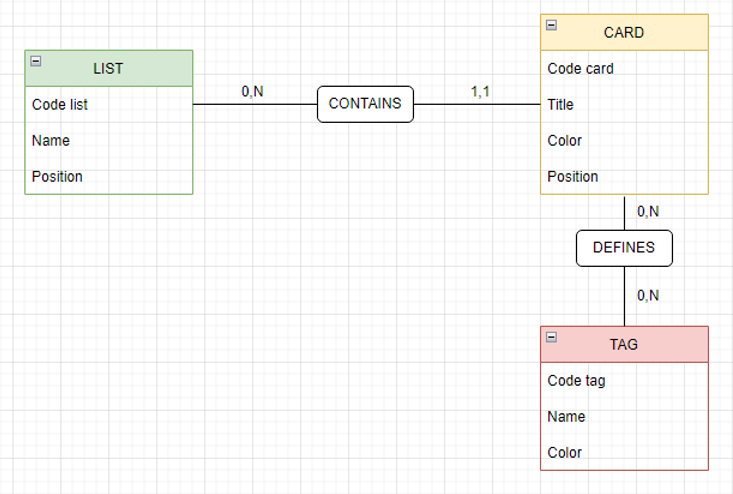 LIST
Code list
Name
Position
0,N
CONTAINS
1,1
CARD
Code card
Title
Color
Position
0,N
DEFINES
0,N
TAG
Code tag
Name
Color